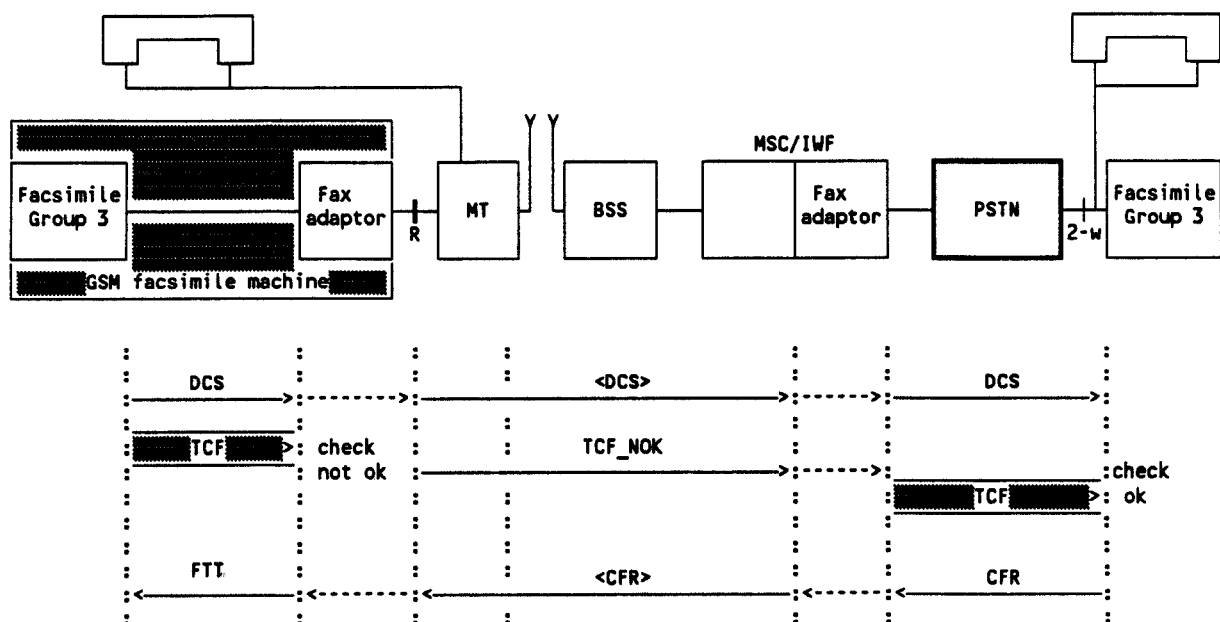 MSC/IWF
Facsimile
Group 3
Fax
adaptor
R
MT
BSS
Fax
adaptor
PSTN
2-w
Facsimile
Group 3
GSM facsimile machine
DCS
<DCS>
DCS
TCF
check
not ok
TCF_NOK
TCF
check
ok
FTT
<CFR>
CFR